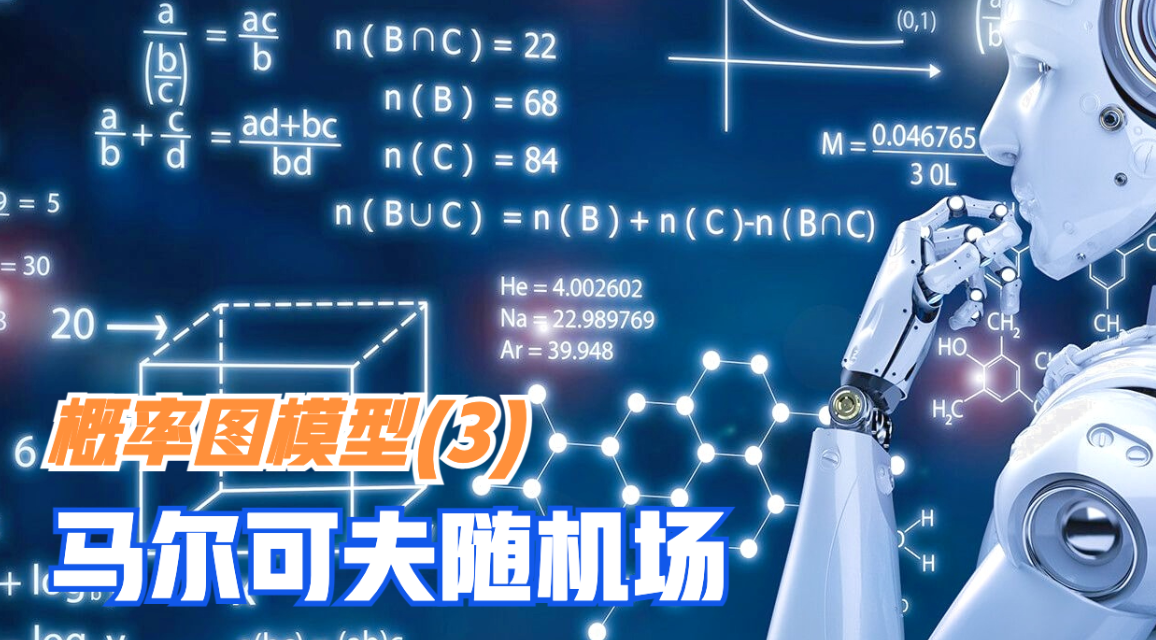 a/(b/c) = ac/b
n(B∩C) = 22
(0,1)
n(B) = 68
a/b + c/d = ad+bc/bd
n(C) = 84
M = 0.046765/3 0L
= 5
n(B∪C) = n(B)+n(C)-n(B∩C)
= 30
He = 4.002602
20
Na = 22.989769
Ar = 39.948
CH₂
CH
HO
H₂C
概率图模型(3)
6
马尔可夫随机场
H
H
+ log